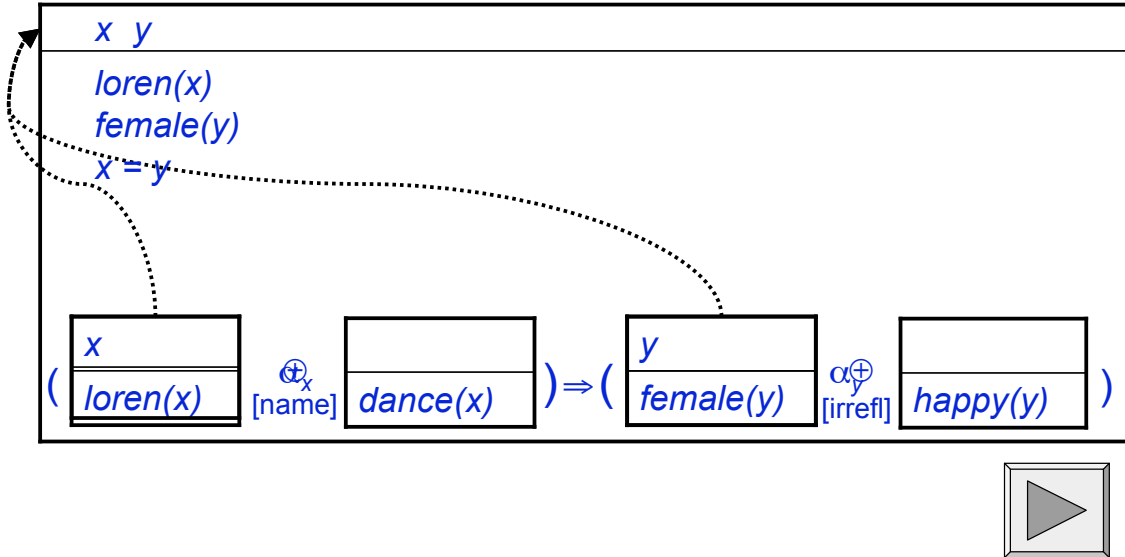 x y
loren(x)
female(y)
x = y
x y
( ⊕ ) ⇒ ( α⊕ )
x y
loren(x) [name] dance(x) female(y) [irrefl] happy(y)